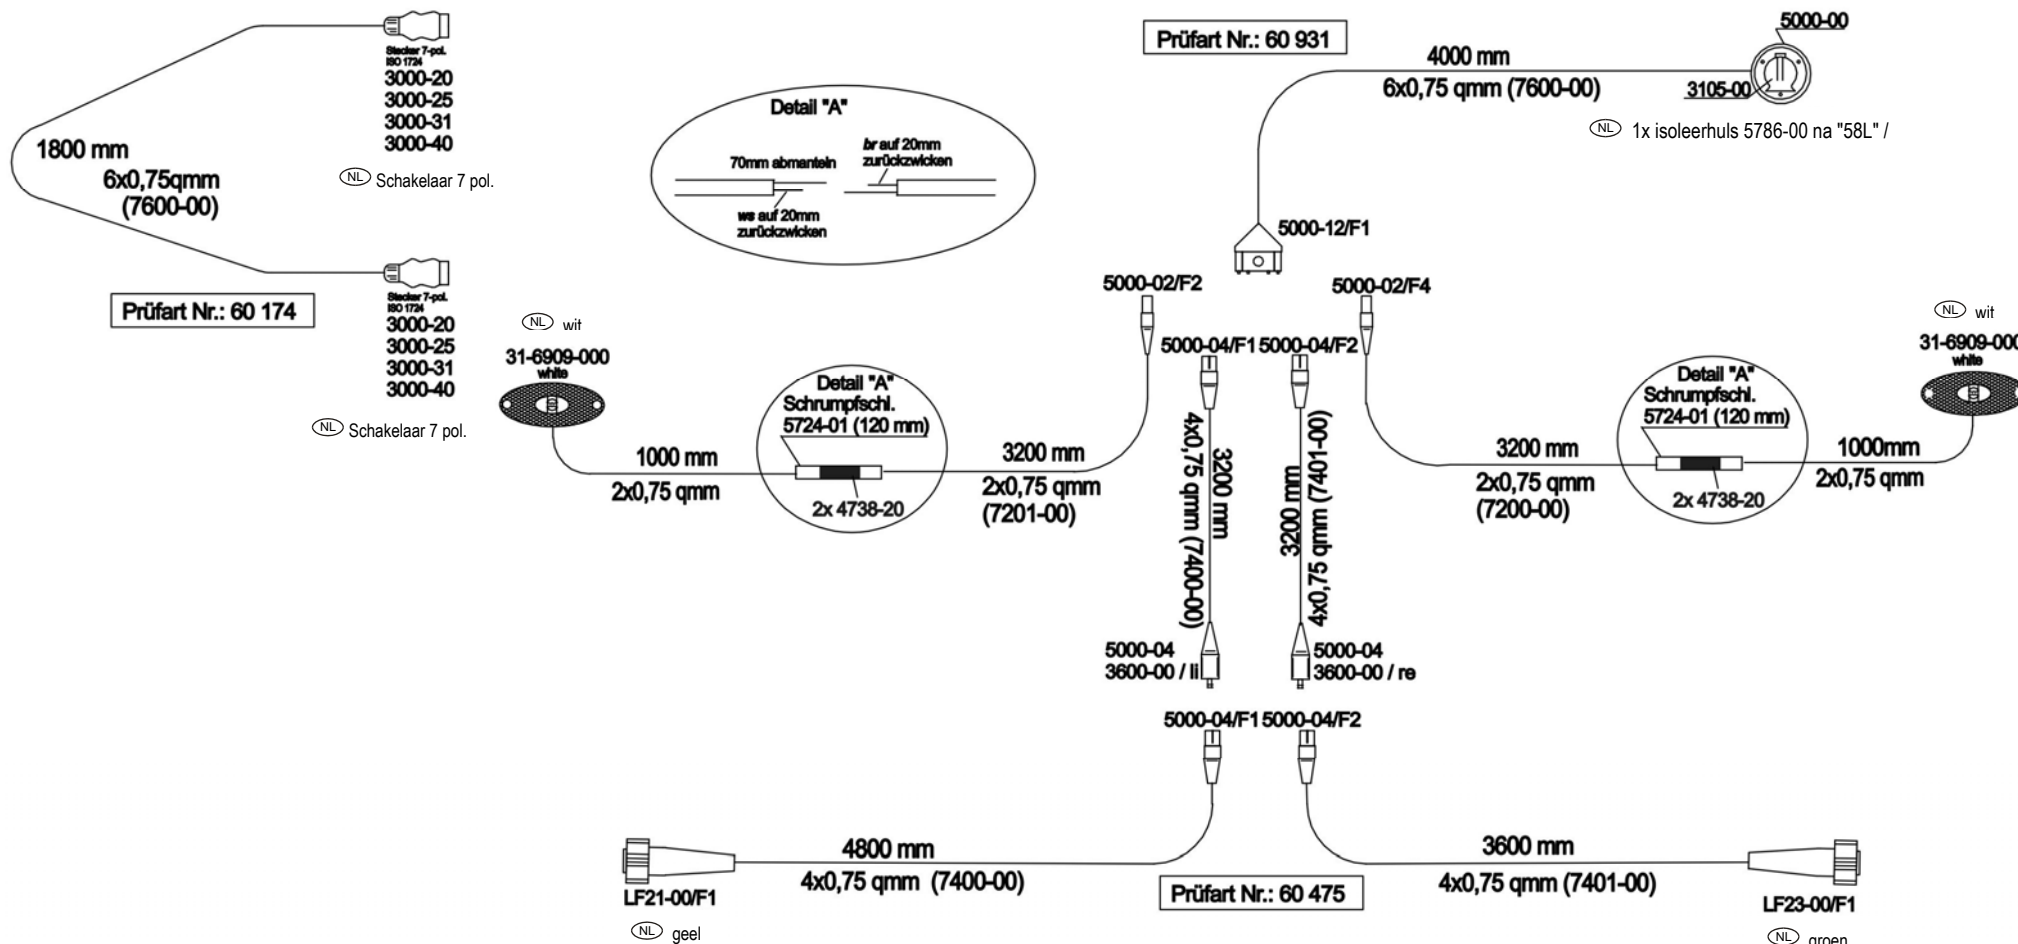 Stecker 7-pol.
ISO 1724
3000-20
3000-25
3000-31
3000-40
NL Schakelaar 7 pol.
1800 mm
6x0,75qmm
(7600-00)
Stecker 7-pol.
ISO 1724
3000-20
3000-25
3000-31
3000-40
NL Schakelaar 7 pol.
Prüfart Nr.: 60 174
Detail "A"
70mm abmanteln
br auf 20mm
zurückzwicken
ws auf 20mm
zurückzwicken
Prüfart Nr.: 60 931
5000-00
4000 mm
6x0,75 qmm (7600-00)
3105-00
NL 1x isoleerhuls 5786-00 na "58L" /
5000-12/F1
5000-02/F2
5000-02/F4
5000-04/F1
5000-04/F2
NL wit
31-6909-000
white
1000 mm
2x0,75 qmm
Detail "A"
Schrumpfschl.
5724-01 (120 mm)
2x 4738-20
3200 mm
2x0,75 qmm
(7201-00)
3200 mm
4x0,75 qmm (7400-00)
3200 mm
4x0,75 qmm (7401-00)
3200 mm
2x0,75 qmm
(7200-00)
Detail "A"
Schrumpfschl.
5724-01 (120 mm)
2x 4738-20
1000mm
2x0,75 qmm
NL wit
31-6909-000
white
5000-04
3600-00 / li
5000-04
3600-00 / re
5000-04/F1
5000-04/F2
4800 mm
4x0,75 qmm (7400-00)
LF21-00/F1
NL geel
Prüfart Nr.: 60 475
3600 mm
4x0,75 qmm (7401-00)
LF23-00/F1
NL groen